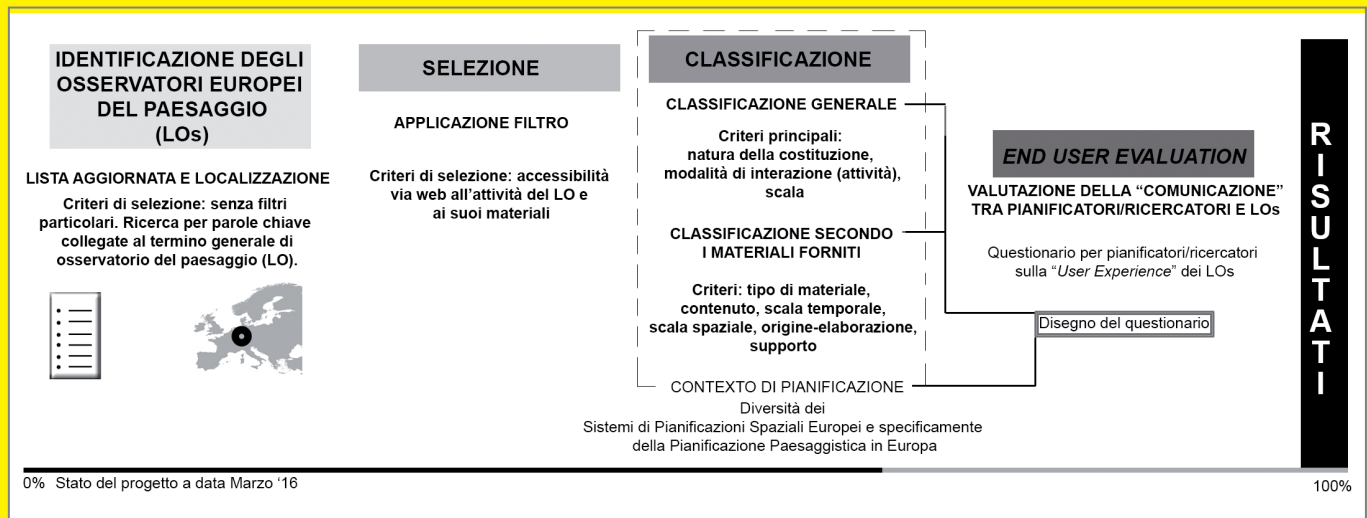 IDENTIFICAZIONE DEGLI
OSSERVATORI EUROPEI
DEL PAESAGGIO
(LOs)
LISTA AGGIORNATA E LOCALIZZAZIONE
Criteri di selezione: senza filtri
particolari. Ricerca per parole chiave
collegate al termino generale di
osservatorio del paesaggio (LO).
SELEZIONE
APPLICAZIONE FILTRO
Criteri di selezione: accessibilità
via web all'attività del LO e
ai suoi materiali
CLASSIFICAZIONE
CLASSIFICAZIONE GENERALE
Criteri principali:
natura della costituzione,
modalità di interazione (attività),
scala
CLASSIFICAZIONE SECONDO
I MATERIALI FORNITI
Criteri: tipo di materiale,
contenuto, scala temporale,
scala spaziale, origine-elaborazione,
supporto
CONTEXTO DI PIANIFICAZIONE
Diversità dei
Sistemi di Pianificazioni Spaziali Europei e specificamente
della Pianificazione Paesaggistica in Europa
END USER EVALUATION
VALUTAZIONE DELLA “COMUNICAZIONE”
TRA PIANIFICATORI/RICERCATORI E LOs
Questionario per pianificatori/ricercatori
sulla “User Experience” dei LOs
Disegno del questionario
RISULTATI
0% Stato del progetto a data Marzo ‘16
100%